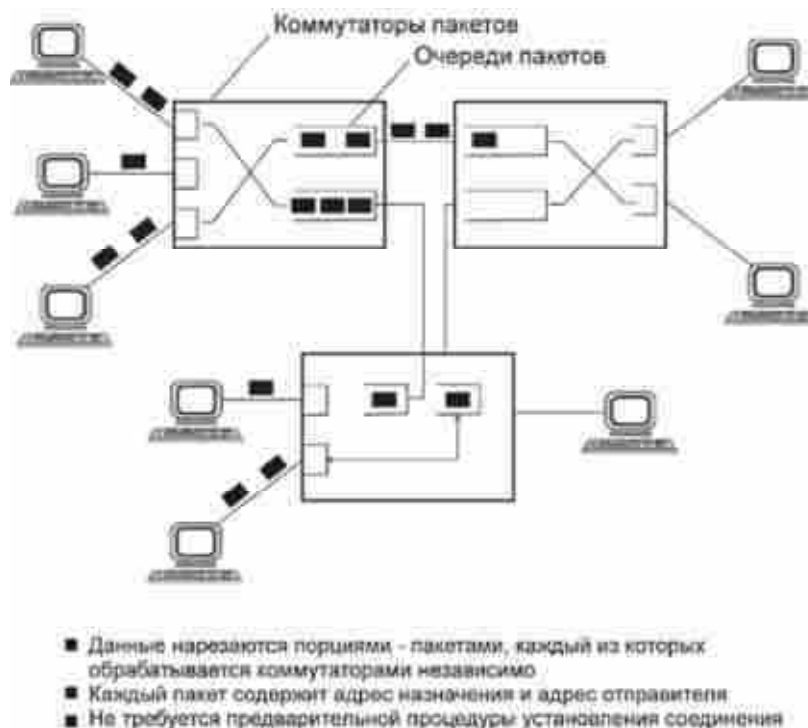 Коммутаторы пакетов
Очереди пакетов
■ Данные нарезаются порциями - пакетами, каждый из которых
обрабатывается коммутаторами независимо
■ Каждый пакет содержит адрес назначения и адрес отправителя
■ Не требуется предварительной процедуры установления соединения